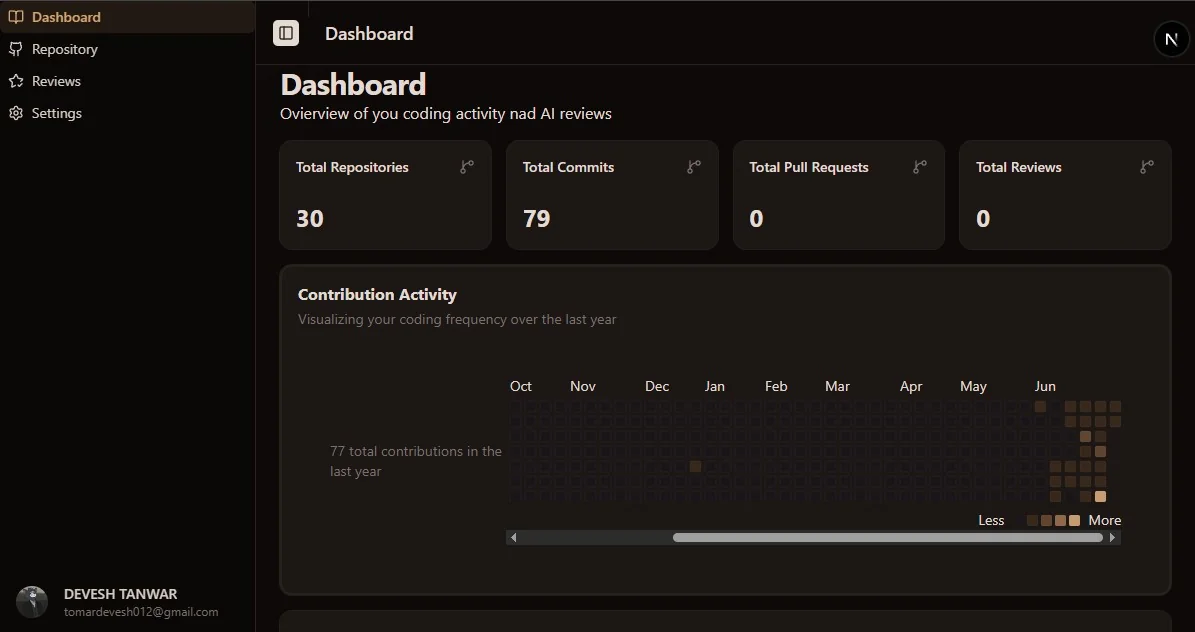 Dashboard
Repository
Reviews
Settings
Dashboard
N
Dashboard
Ovierview of you coding activity nad AI reviews
Total Repositories
30
Total Commits
79
Total Pull Requests
0
Total Reviews
0
Contribution Activity
Visualizing your coding frequency over the last year
Oct Nov Dec Jan Feb Mar Apr May Jun
77 total contributions in the
last year
Less More
DEVESH TANWAR
tomardevesh012@gmail.com